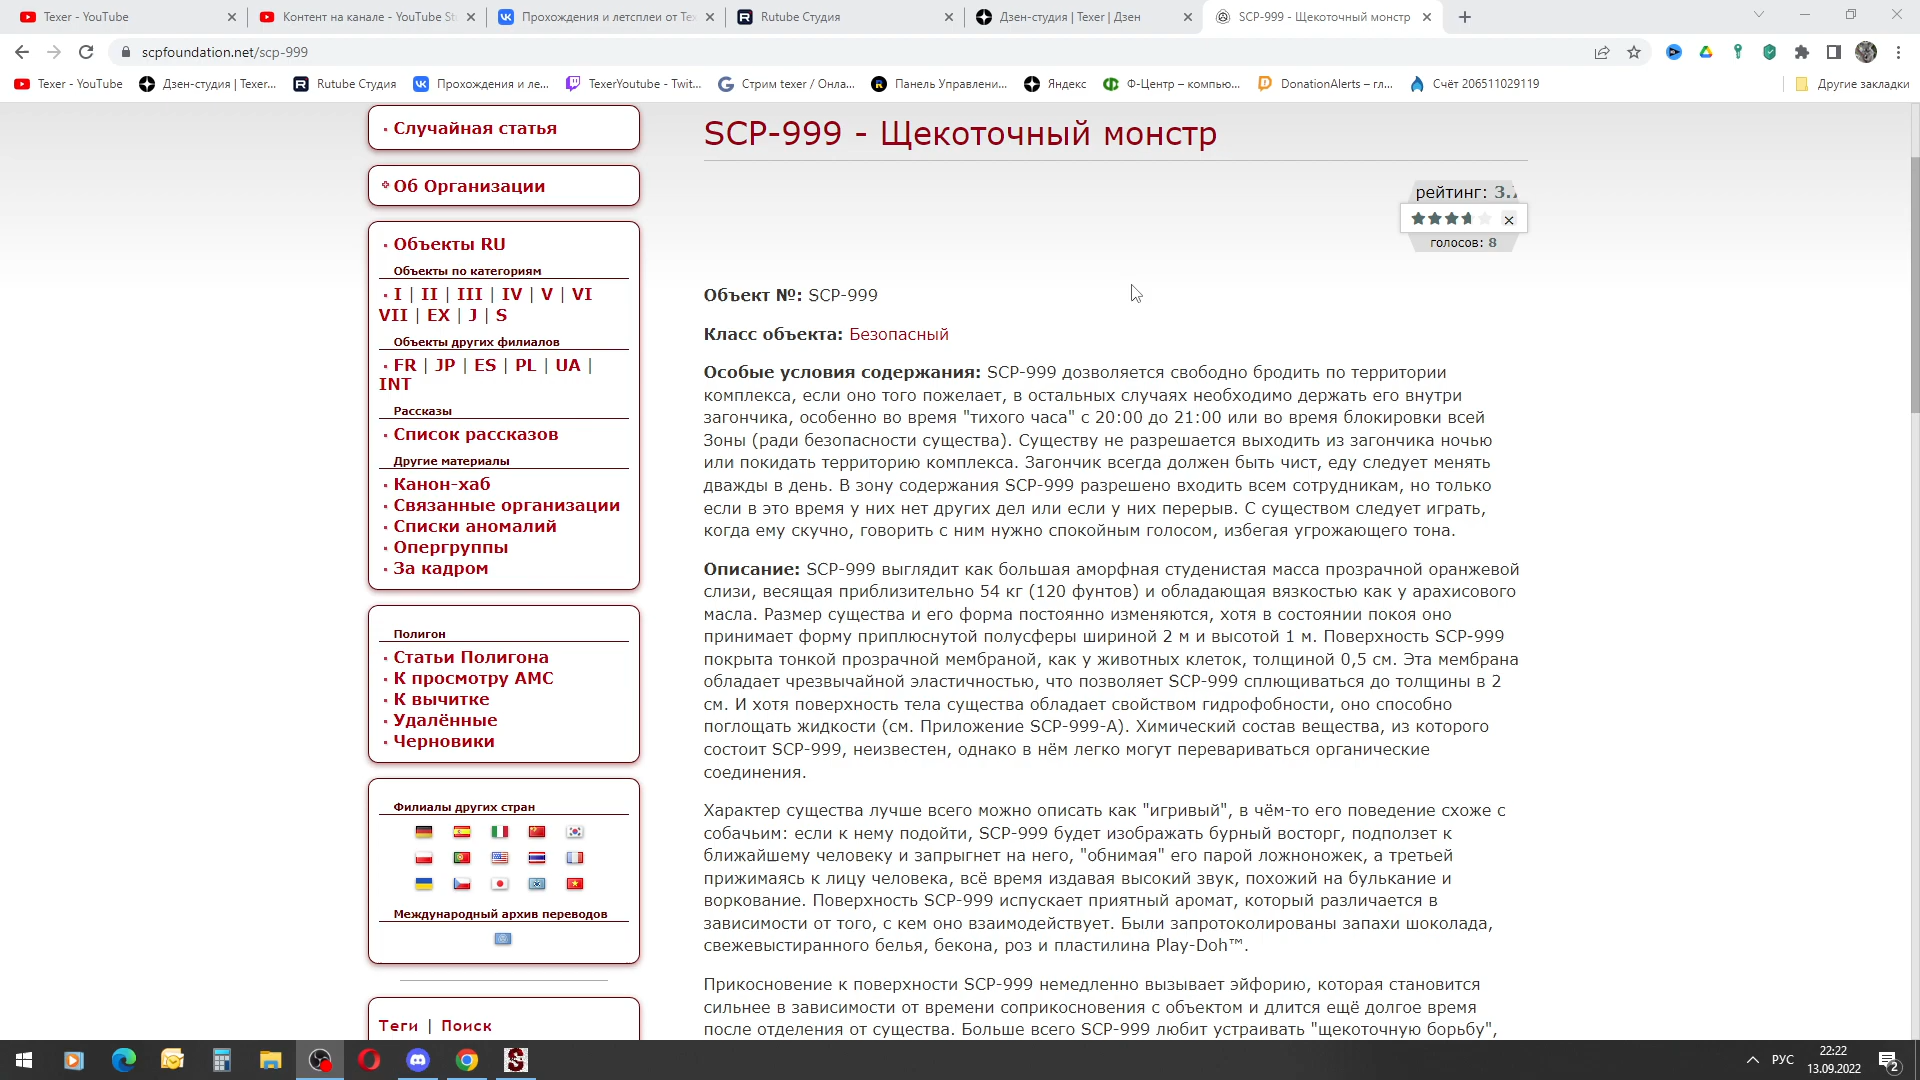 Texer - YouTube
Контент на канале - YouTube St
Прохождения и летсплеи от Tex
Rutube Студия
Дзен-студия | Texer | Дзен
SCP-999 - Щекоточный монстр
scpfoundation.net/scp-999
Texer - YouTube
Дзен-студия | Texer...
Rutube Студия
Прохождения и ле...
TexerYoutube - Twit...
Стрим texer / Онла...
Панель Управлени...
Яндекс
Ф-Центр – компью...
DonationAlerts – гл...
Счёт 206511029119
Другие закладки
Случайная статья
Об Организации
Объекты RU
Объекты по категориям
I | II | III | IV | V | VI
VII | EX | J | S
Объекты других филиалов
FR | JP | ES | PL | UA |
INT
Рассказы
Список рассказов
Другие материалы
Канон-хаб
Связанные организации
Списки аномалий
Опергруппы
За кадром
Полигон
Статьи Полигона
К просмотру АМС
К вычитке
Удалённые
Черновики
Филиалы других стран
Международный архив переводов
Теги | Поиск
SCP-999 - Щекоточный монстр
рейтинг: 3.
голосов: 8
Объект №: SCP-999
Класс объекта: Безопасный
Особые условия содержания: SCP-999 дозволяется свободно бродить по территории
комплекса, если оно того пожелает, в остальных случаях необходимо держать его внутри
загончика, особенно во время "тихого часа" с 20:00 до 21:00 или во время блокировки всей
Зоны (ради безопасности существа). Существу не разрешается выходить из загончика ночью
или покидать территорию комплекса. Загончик всегда должен быть чист, еду следует менять
дважды в день. В зону содержания SCP-999 разрешено входить всем сотрудникам, но только
если в это время у них нет других дел или если у них перерыв. С существом следует играть,
когда ему скучно, говорить с ним нужно спокойным голосом, избегая угрожающего тона.
Описание: SCP-999 выглядит как большая аморфная студенистая масса прозрачной оранжевой
слизи, весящая приблизительно 54 кг (120 фунтов) и обладающая вязкостью как у арахисового
масла. Размер существа и его форма постоянно изменяются, хотя в состоянии покоя оно
принимает форму приплюснутой полусферы шириной 2 м и высотой 1 м. Поверхность SCP-999
покрыта тонкой прозрачной мембраной, как у животных клеток, толщиной 0,5 см. Эта мембрана
обладает чрезвычайной эластичностью, что позволяет SCP-999 сплющиваться до толщины в 2
см. И хотя поверхность тела существа обладает свойством гидрофобности, оно способно
поглощать жидкости (см. Приложение SCP-999-A). Химический состав вещества, из которого
состоит SCP-999, неизвестен, однако в нём легко могут перевариваться органические
соединения.
Характер существа лучше всего можно описать как "игривый", в чём-то его поведение схоже с
собачьим: если к нему подойти, SCP-999 будет изображать бурный восторг, подползет к
ближайшему человеку и запрыгнет на него, "обнимая" его парой ложноножек, а третьей
прижимаясь к лицу человека, всё время издавая высокий звук, похожий на булькание и
воркование. Поверхность SCP-999 испускает приятный аромат, который различается в
зависимости от того, с кем оно взаимодействует. Были запротоколированы запахи шоколада,
свежевыстиранного белья, бекона, роз и пластилина Play-Doh™.
Прикосновение к поверхности SCP-999 немедленно вызывает эйфорию, которая становится
сильнее в зависимости от времени соприкосновения с объектом и длится ещё долгое время
после отделения от существа. Больше всего SCP-999 любит устраивать "щекоточную борьбу",
РУС
22:22
13.09.2022
2